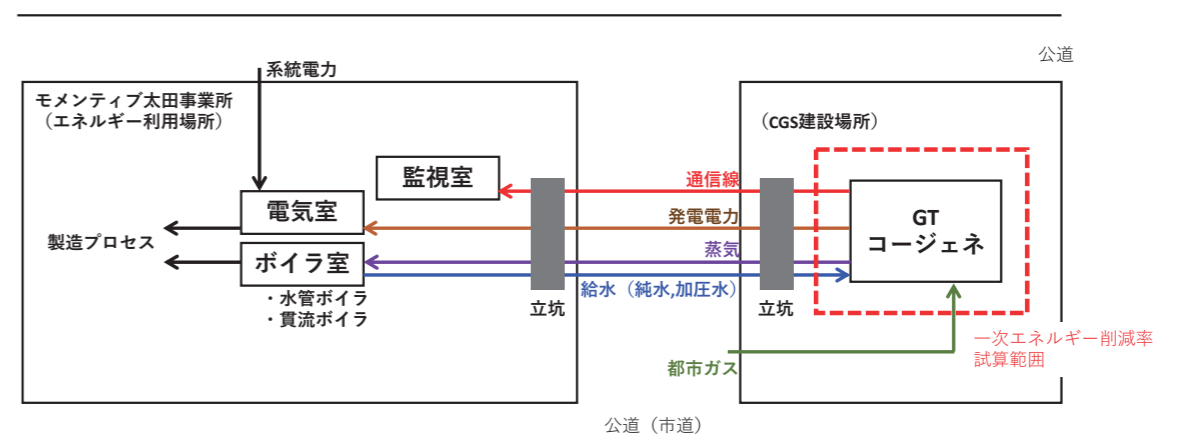 公道
系統電力
モメンティブ太田事業所
（エネルギー利用場所）
（CGS建設場所）
監視室
通信線
電気室
発電電力
GT
コージェネ
製造プロセス
蒸気
ボイラ室
給水（純水,加圧水）
・水管ボイラ
・貫流ボイラ
立坑
立坑
一次エネルギー削減率
試算範囲
都市ガス
公道（市道）